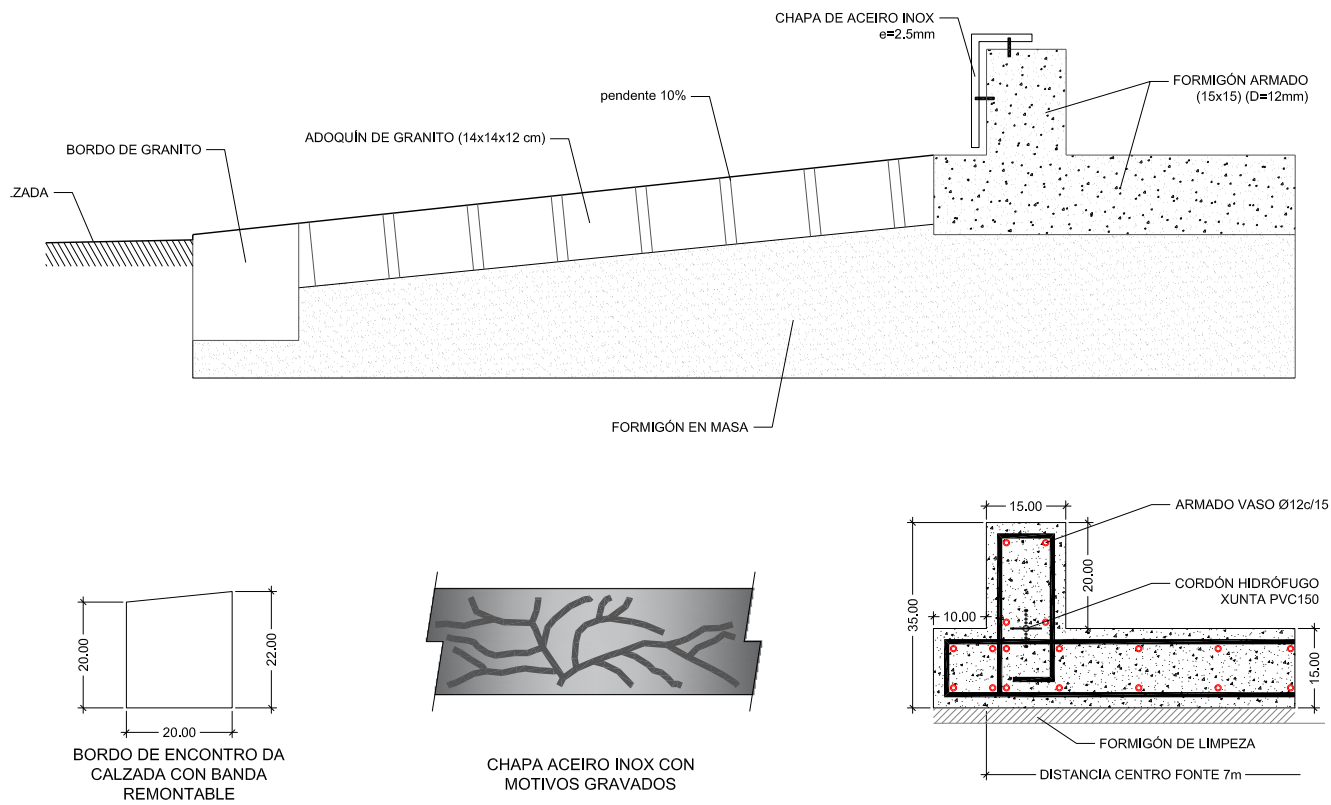 CHAPA DE ACEIRO INOX
e=2.5mm
FORMIGÓN ARMADO
(15x15) (D=12mm)
pendente 10%
ADOQUÍN DE GRANITO (14x14x12 cm)
BORDO DE GRANITO
ZADA
FORMIGÓN EN MASA
20.00
22.00
20.00
BORDO DE ENCONTRO DA
CALZADA CON BANDA
REMONTABLE
CHAPA ACEIRO INOX CON
MOTIVOS GRAVADOS
15.00
ARMADO VASO Ø12c/15
20.00
35.00
10.00
CORDÓN HIDRÓFUGO
XUNTA PVC150
15.00
FORMIGÓN DE LIMPEZA
DISTANCIA CENTRO FONTE 7m